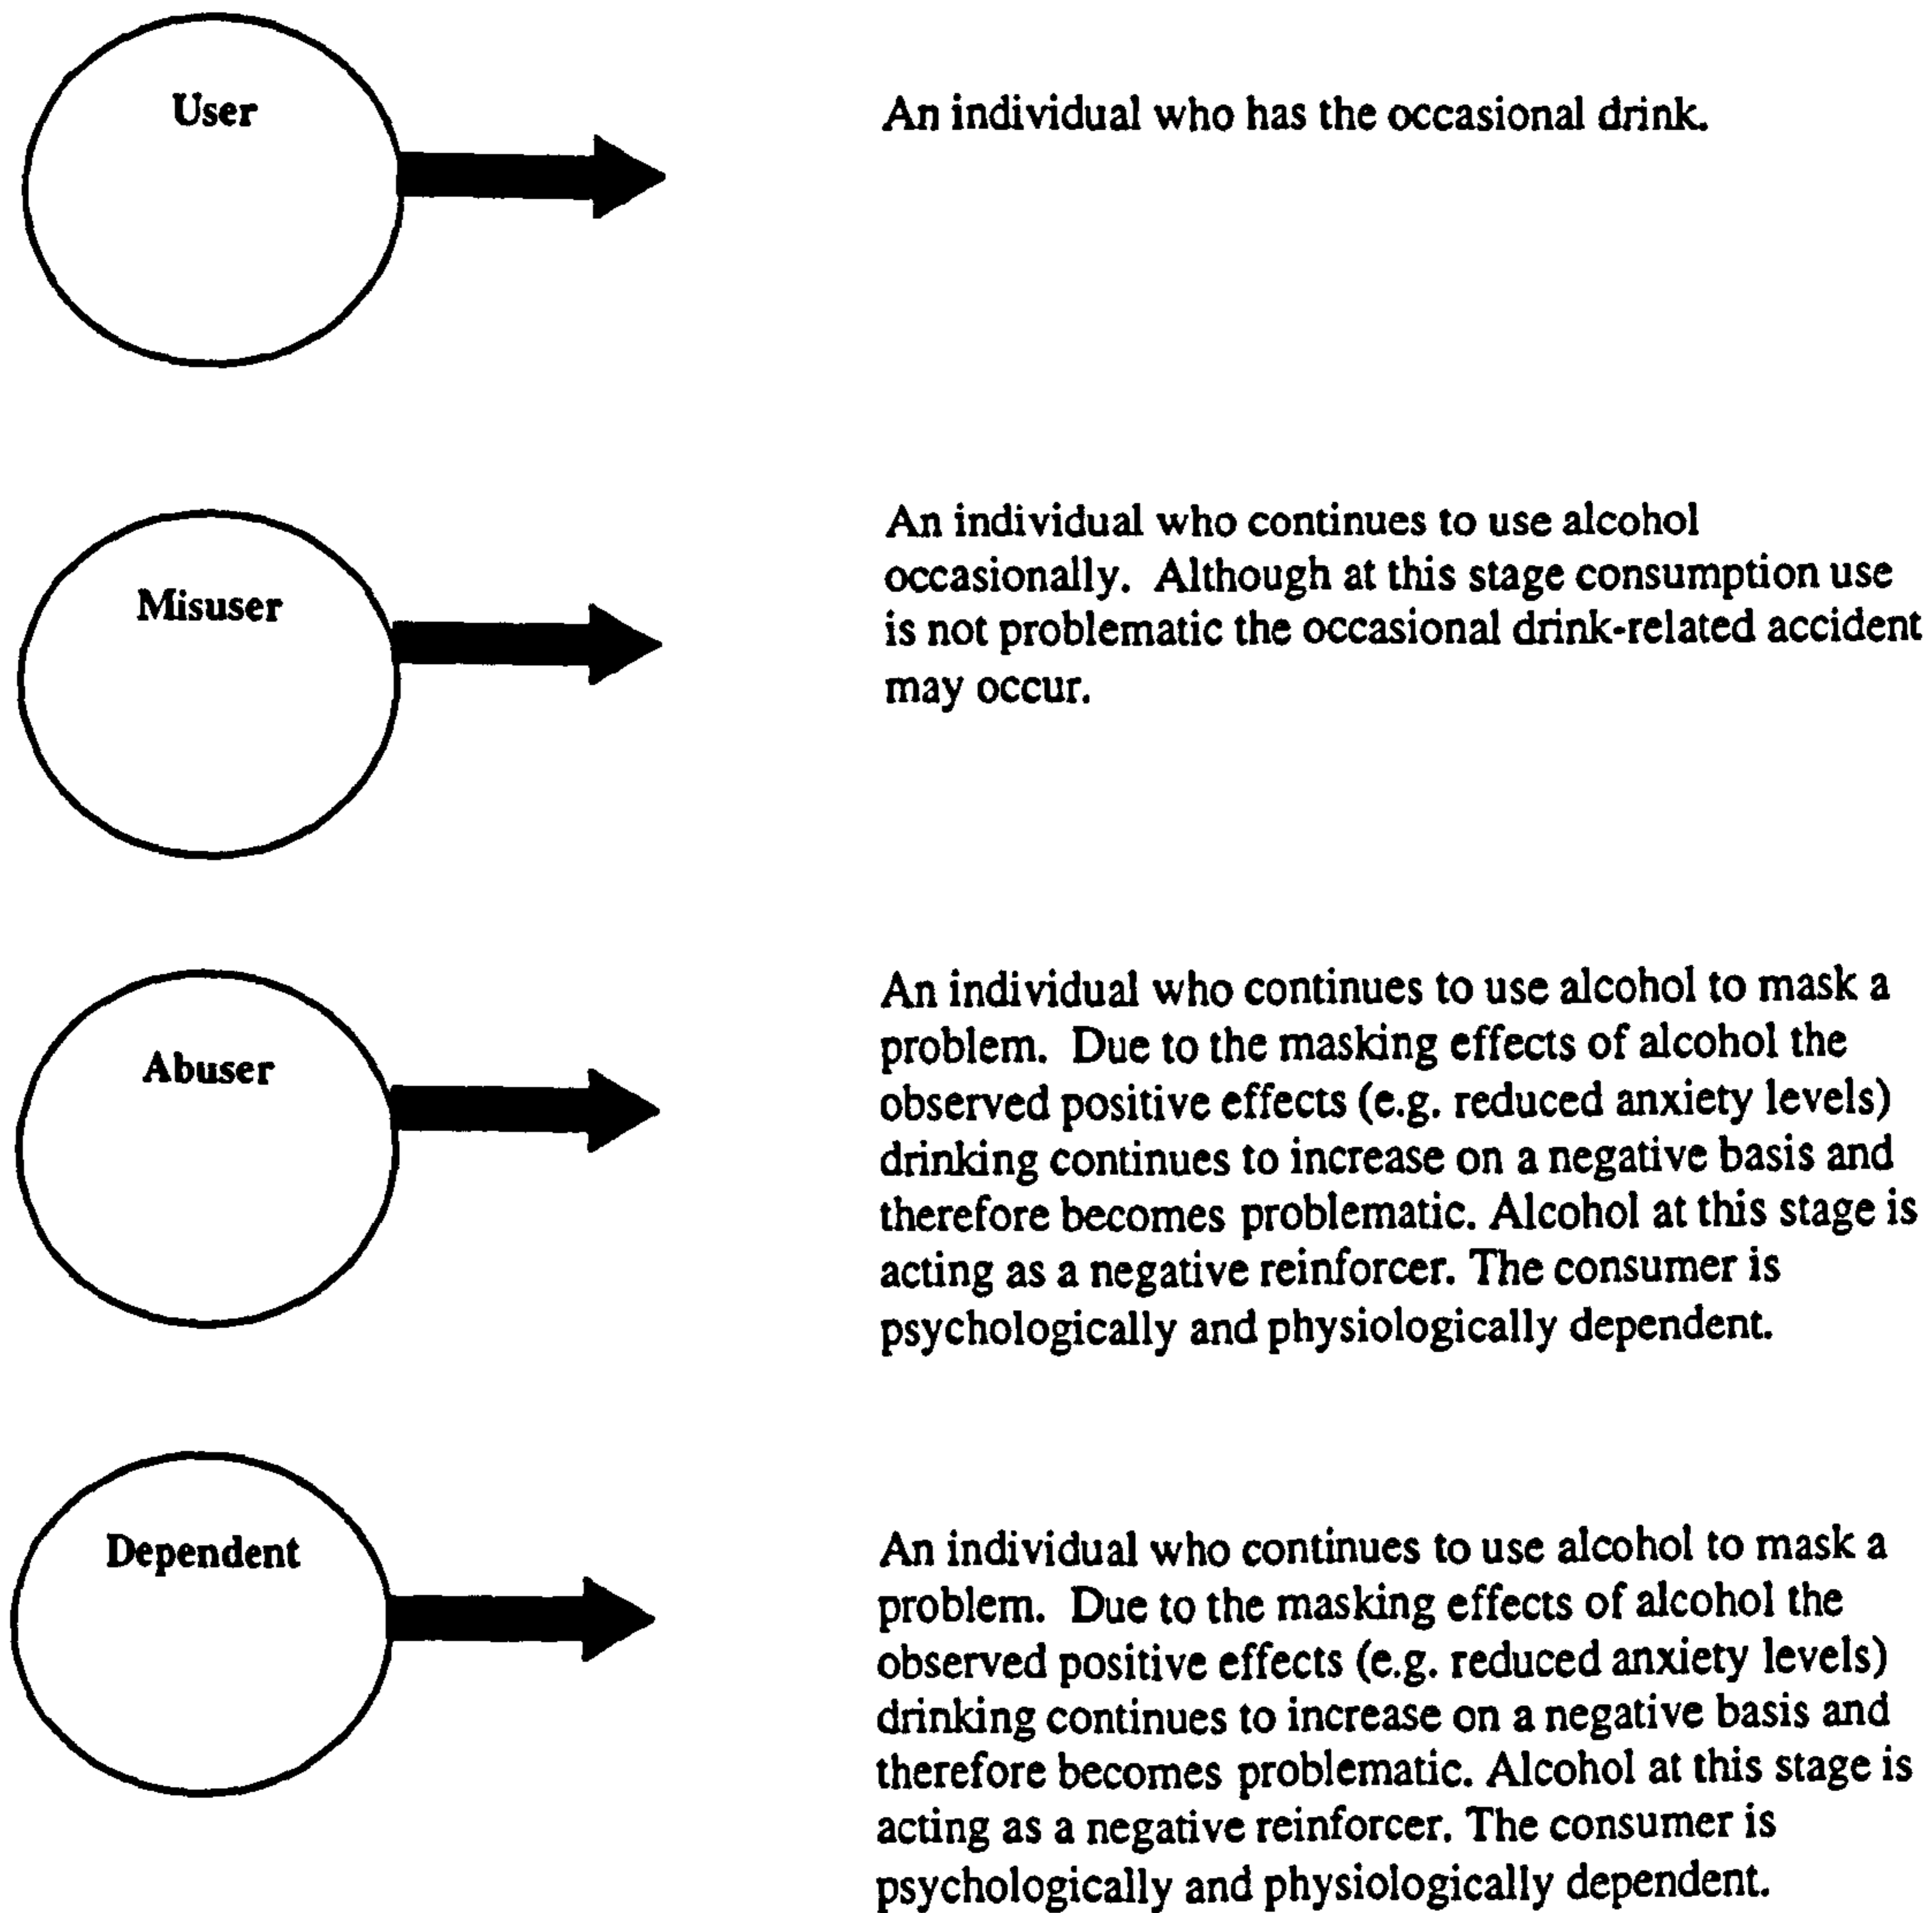 User
An individual who has the occasional drink.
Misuser
An individual who continues to use alcohol
occasionally. Although at this stage consumption use
is not problematic the occasional drink-related accident
may occur.
Abuser
An individual who continues to use alcohol to mask a
problem. Due to the masking effects of alcohol the
observed positive effects (e.g. reduced anxiety levels)
drinking continues to increase on a negative basis and
therefore becomes problematic. Alcohol at this stage is
acting as a negative reinforcer. The consumer is
psychologically and physiologically dependent.
Dependent
An individual who continues to use alcohol to mask a
problem. Due to the masking effects of alcohol the
observed positive effects (e.g. reduced anxiety levels)
drinking continues to increase on a negative basis and
therefore becomes problematic. Alcohol at this stage is
acting as a negative reinforcer. The consumer is
psychologically and physiologically dependent.